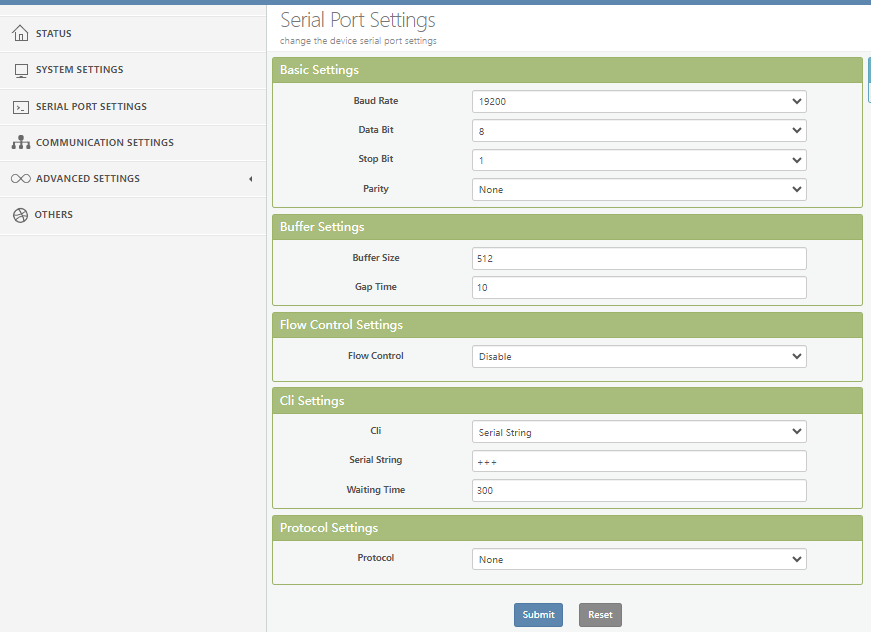 STATUS
SYSTEM SETTINGS
SERIAL PORT SETTINGS
COMMUNICATION SETTINGS
ADVANCED SETTINGS
OTHERS
Serial Port Settings
change the device serial port settings
Basic Settings
Baud Rate 19200
Data Bit 8
Stop Bit 1
Parity None
Buffer Settings
Buffer Size 512
Gap Time 10
Flow Control Settings
Flow Control Disable
Cli Settings
Cli Serial String
Serial String +++
Waiting Time 300
Protocol Settings
Protocol None
Submit Reset